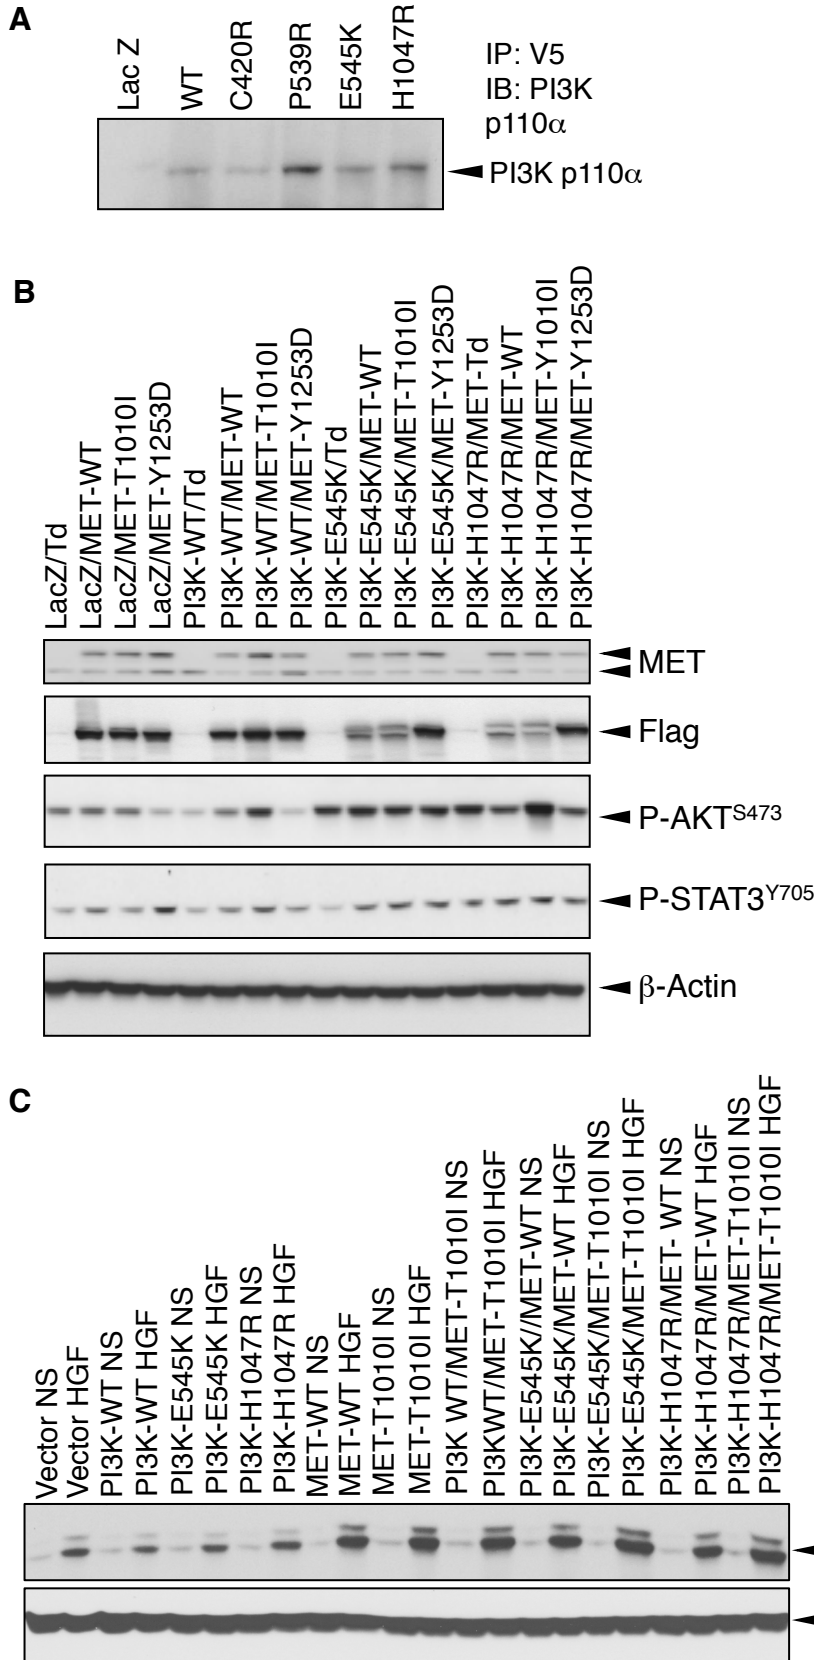 A
Lac Z
WT
C420R
P539R
E545K
H1047R
IP: V5
IB: PI3K
p110α
PI3K p110α
B
LacZ/Td
LacZ/MET-WT
LacZ/MET-T1010I
LacZ/MET-Y1253D
PI3K-WT/Td
PI3K-WT/MET-WT
PI3K-WT/MET-T1010I
PI3K-WT/MET-Y1253D
PI3K-E545K/Td
PI3K-E545K/MET-WT
PI3K-E545K/MET-T1010I
PI3K-E545K/MET-Y1253D
PI3K-H1047R/MET-Td
PI3K-H1047R/MET-WT
PI3K-H1047R/MET-Y1010I
PI3K-H1047R/MET-Y1253D
MET
Flag
P-AKTS473
P-STAT3Y705
β-Actin
C
Vector NS
Vector HGF
PI3K-WT NS
PI3K-WT HGF
PI3K-E545K NS
PI3K-E545K HGF
PI3K-H1047R NS
PI3K-H1047R HGF
MET-WT NS
MET-WT HGF
MET-T1010I NS
MET-T1010I HGF
PI3K WT/MET-T1010I NS
PI3KWT/MET-T1010I HGF
PI3K-E545K//MET-WT NS
PI3K-E545K/MET-WT HGF
PI3K-E545K/MET-T1010I NS
PI3K-E545K/MET-T1010I HGF
PI3K-H1047R/MET- WT NS
PI3K-H1047R/MET-WT HGF
PI3K-H1047R/MET-T1010I NS
PI3K-H1047R/MET-T1010I HGF